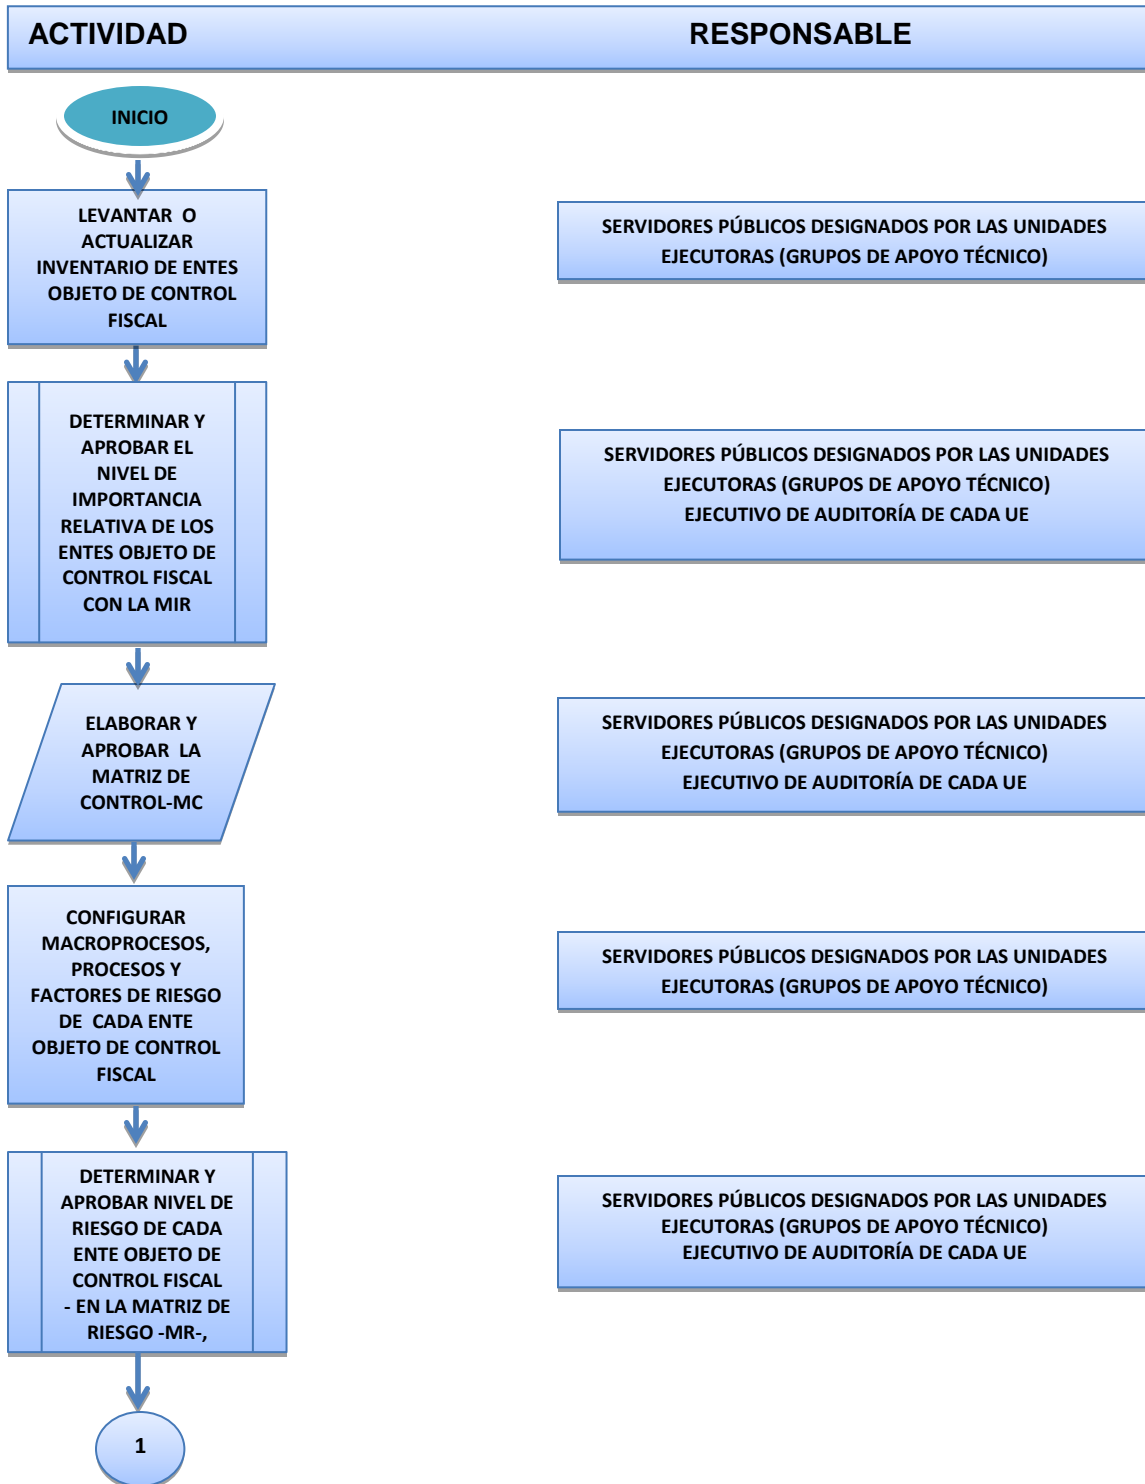 ACTIVIDAD RESPONSABLE
INICIO
LEVANTAR O
ACTUALIZAR
INVENTARIO DE ENTES
OBJETO DE CONTROL
FISCAL
SERVIDORES PÚBLICOS DESIGNADOS POR LAS UNIDADES
EJECUTORAS (GRUPOS DE APOYO TÉCNICO)
DETERMINAR Y
APROBAR EL
NIVEL DE
IMPORTANCIA
RELATIVA DE LOS
ENTES OBJETO DE
CONTROL FISCAL
CON LA MIR
SERVIDORES PÚBLICOS DESIGNADOS POR LAS UNIDADES
EJECUTORAS (GRUPOS DE APOYO TÉCNICO)
EJECUTIVO DE AUDITORÍA DE CADA UE
ELABORAR Y
APROBAR LA
MATRIZ DE
CONTROL-MC
SERVIDORES PÚBLICOS DESIGNADOS POR LAS UNIDADES
EJECUTORAS (GRUPOS DE APOYO TÉCNICO)
EJECUTIVO DE AUDITORÍA DE CADA UE
CONFIGURAR
MACROPROCESOS,
PROCESOS Y
FACTORES DE RIESGO
DE CADA ENTE
OBJETO DE CONTROL
FISCAL
SERVIDORES PÚBLICOS DESIGNADOS POR LAS UNIDADES
EJECUTORAS (GRUPOS DE APOYO TÉCNICO)
DETERMINAR Y
APROBAR NIVEL DE
RIESGO DE CADA
ENTE OBJETO DE
CONTROL FISCAL
- EN LA MATRIZ DE
RIESGO -MR-,
SERVIDORES PÚBLICOS DESIGNADOS POR LAS UNIDADES
EJECUTORAS (GRUPOS DE APOYO TÉCNICO)
EJECUTIVO DE AUDITORÍA DE CADA UE
1